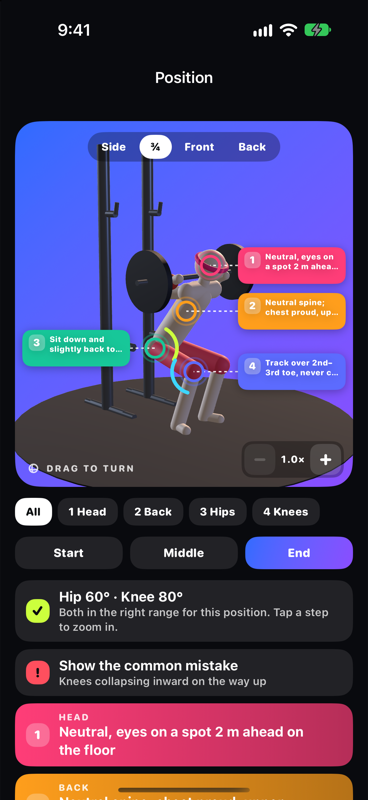 9:41
Position
Side ¾ Front Back
1 Neutral, eyes on
a spot 2 m ahea...
2 Neutral spine;
chest proud, up...
3 Sit down and
slightly back to...
4 Track over 2nd–
3rd toe, never c...
DRAG TO TURN
− 1.0× +
All 1 Head 2 Back 3 Hips 4 Knees
Start Middle End
Hip 60° · Knee 80°
Both in the right range for this position. Tap a step
to zoom in.
! Show the common mistake
Knees collapsing inward on the way up
HEAD
1 Neutral, eyes on a spot 2 m ahead on
the floor
BACK